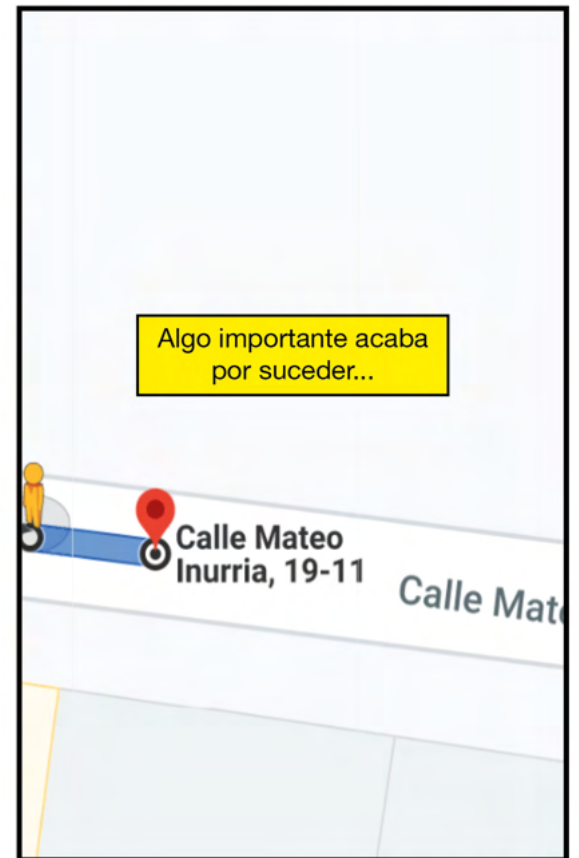 Algo importante acaba
por suceder...
Calle Mateo
Inurria, 19-11
Calle Mate